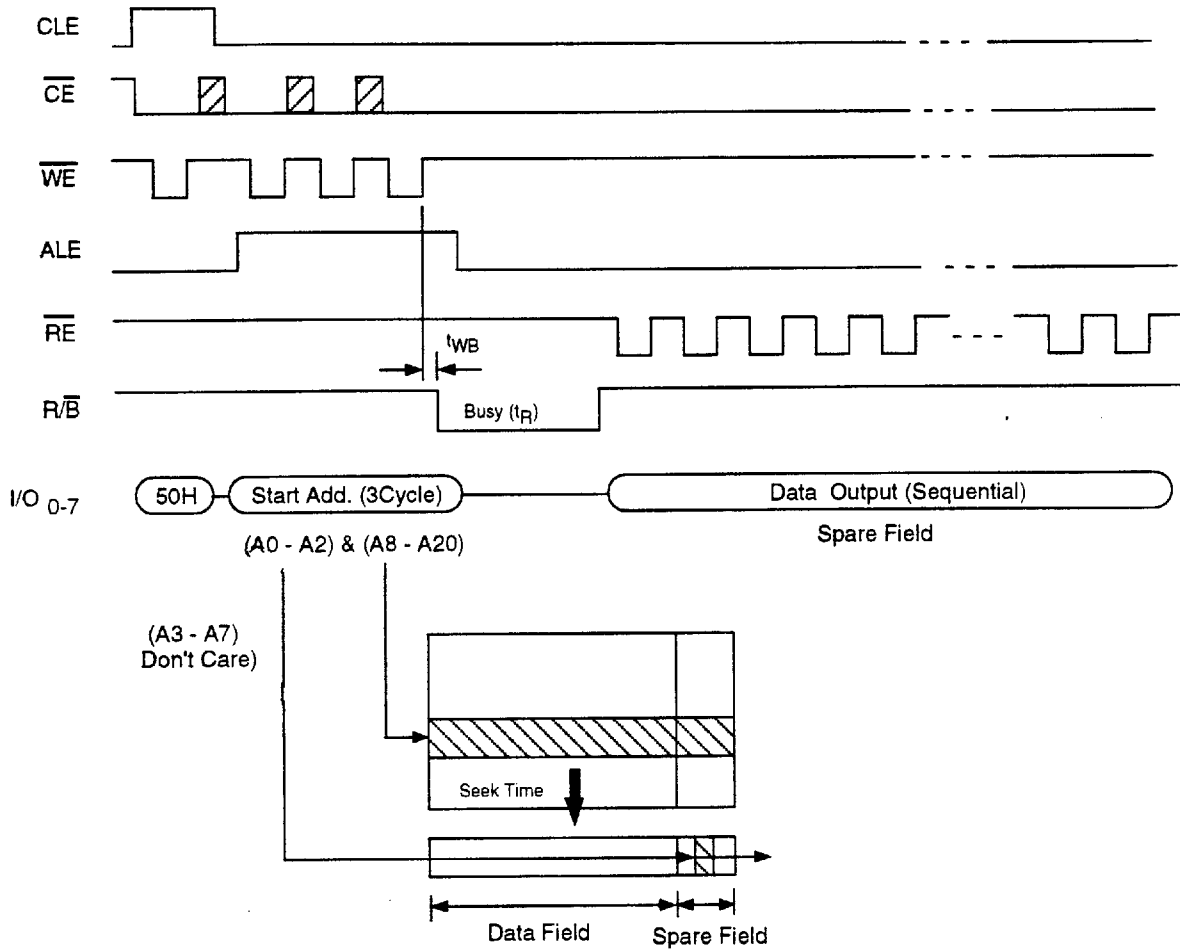 CLE
CE
WE
ALE
RE
tWB
R/B
Busy (tR)
I/O 0-7
50H
Start Add. (3Cycle)
Data Output (Sequential)
(A0 - A2) & (A8 - A20)
Spare Field
(A3 - A7)
Don't Care)
Seek Time
Data Field
Spare Field